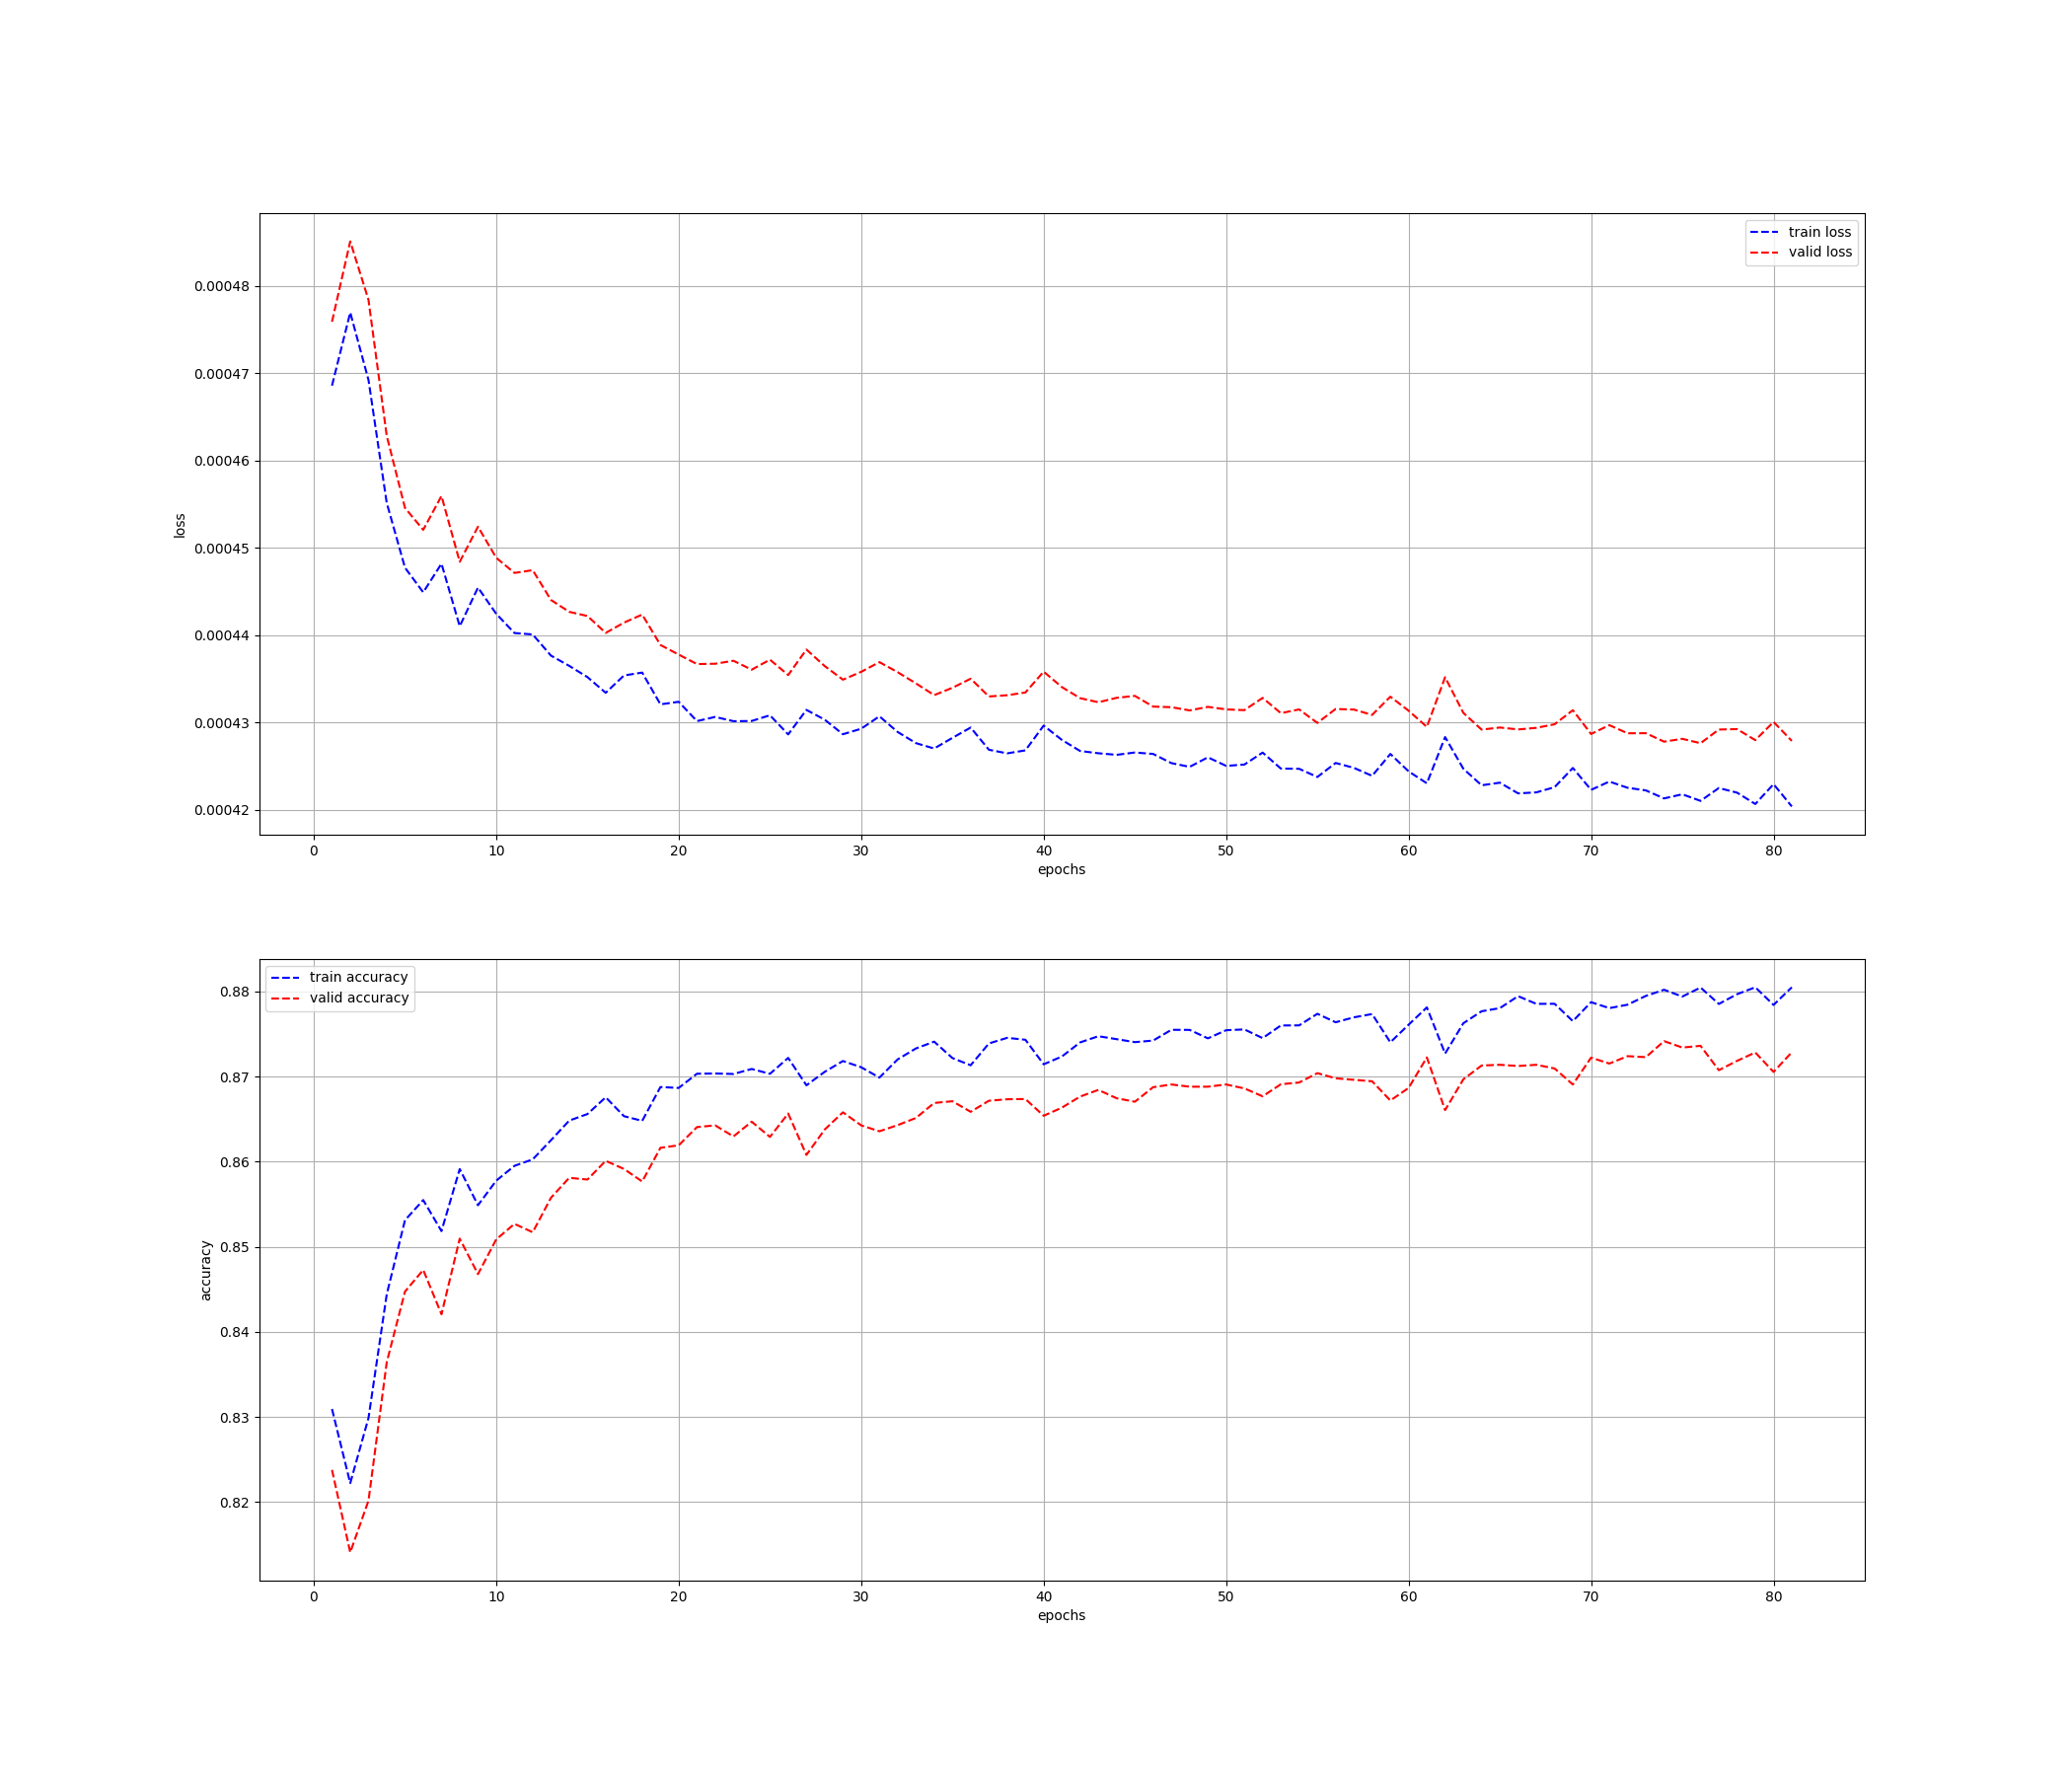 train loss
valid loss
0.00048
0.00047
0.00046
0.00045
0.00044
0.00043
0.00042
loss
0 10 20 30 40 50 60 70 80
epochs
train accuracy
valid accuracy
0.88
0.87
0.86
0.85
0.84
0.83
0.82
accuracy
0 10 20 30 40 50 60 70 80
epochs